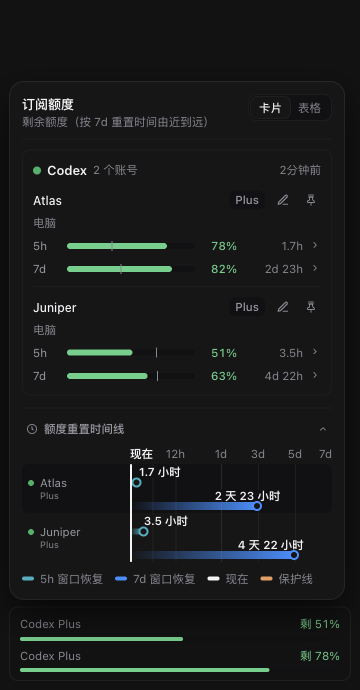 订阅额度
卡片 表格
剩余额度（按 7d 重置时间由近到远）
Codex 2 个账号 2分钟前
Atlas Plus
电脑
5h 78% 1.7h
7d 82% 2d 23h
Juniper Plus
电脑
5h 51% 3.5h
7d 63% 4d 22h
额度重置时间线
现在 12h 1d 3d 5d 7d
1.7 小时
Atlas
Plus
2 天 23 小时
3.5 小时
Juniper
Plus
4 天 22 小时
5h 窗口恢复 7d 窗口恢复 现在 保护线
Codex Plus 剩 51%
Codex Plus 剩 78%